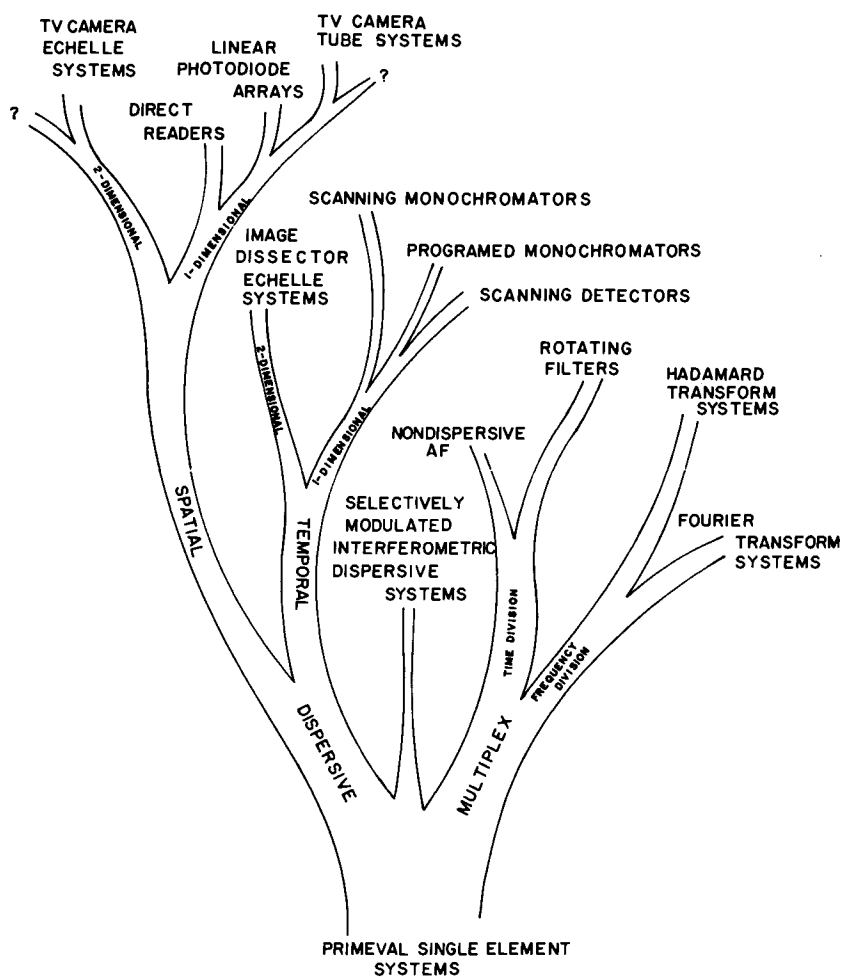 TV CAMERA
ECHELLE
SYSTEMS
?
DIRECT
READERS
LINEAR
PHOTODIODE
ARRAYS
TV CAMERA
TUBE SYSTEMS
?
2-DIMENSIONAL
1-DIMENSIONAL
IMAGE
DISSECTOR
ECHELLE
SYSTEMS
SCANNING MONOCHROMATORS
PROGRAMED MONOCHROMATORS
SCANNING DETECTORS
2-DIMENSIONAL
1-DIMENSIONAL
ROTATING
FILTERS
HADAMARD
TRANSFORM
SYSTEMS
NONDISPERSIVE
AF
SELECTIVELY
MODULATED
INTERFEROMETRIC
DISPERSIVE
SYSTEMS
FOURIER
TRANSFORM
SYSTEMS
SPATIAL
TEMPORAL
TIME DIVISION
FREQUENCY
DIVISION
DISPERSIVE
MULTIPLEX
PRIMEVAL SINGLE ELEMENT
SYSTEMS